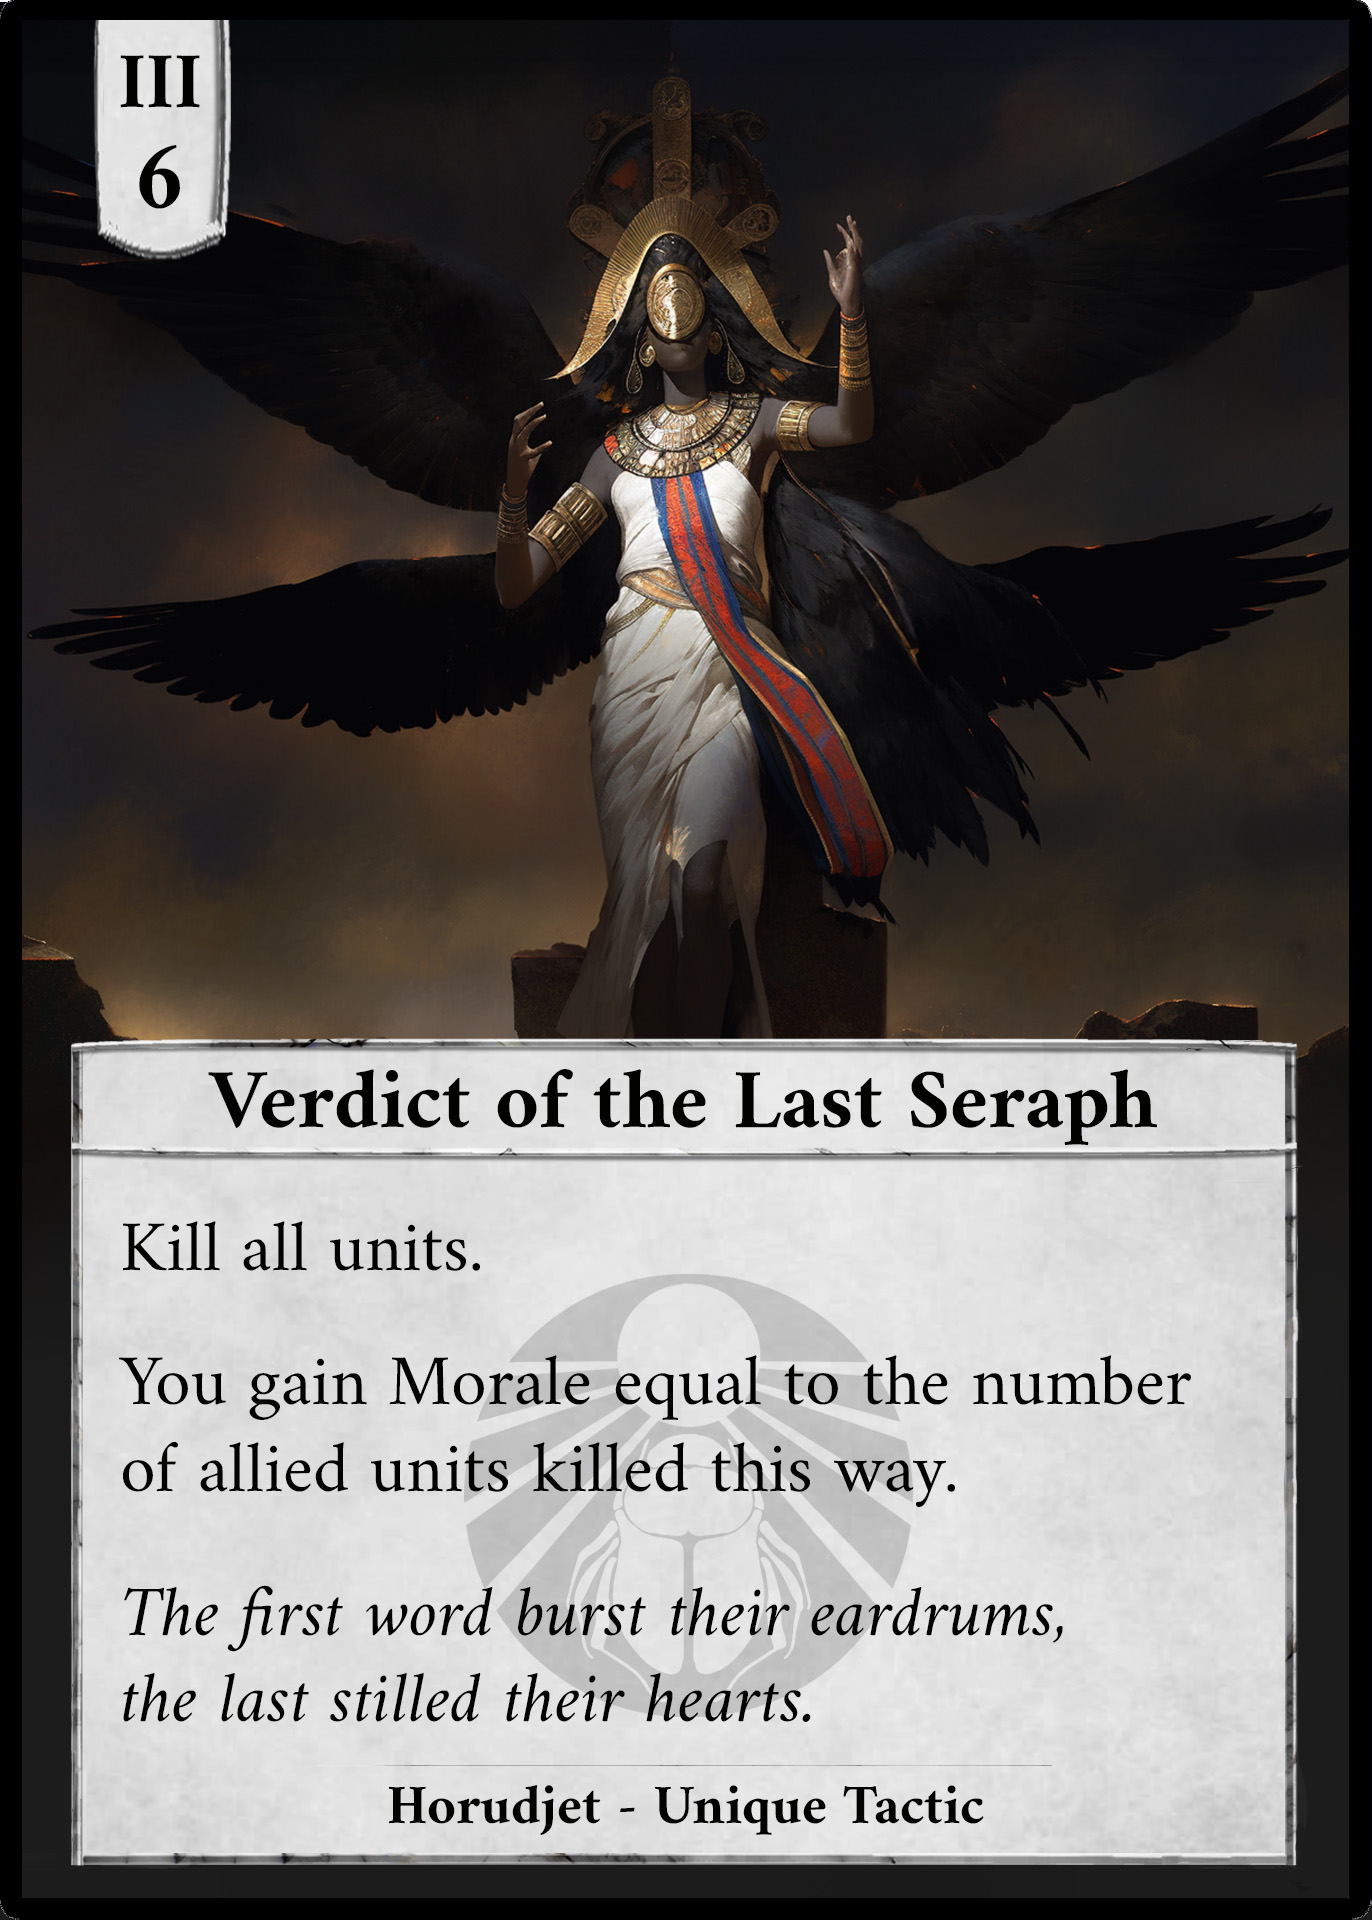 III
6
Verdict of the Last Seraph
Kill all units.
You gain Morale equal to the number
of allied units killed this way.
The first word burst their eardrums,
the last stilled their hearts.
Horudjet - Unique Tactic